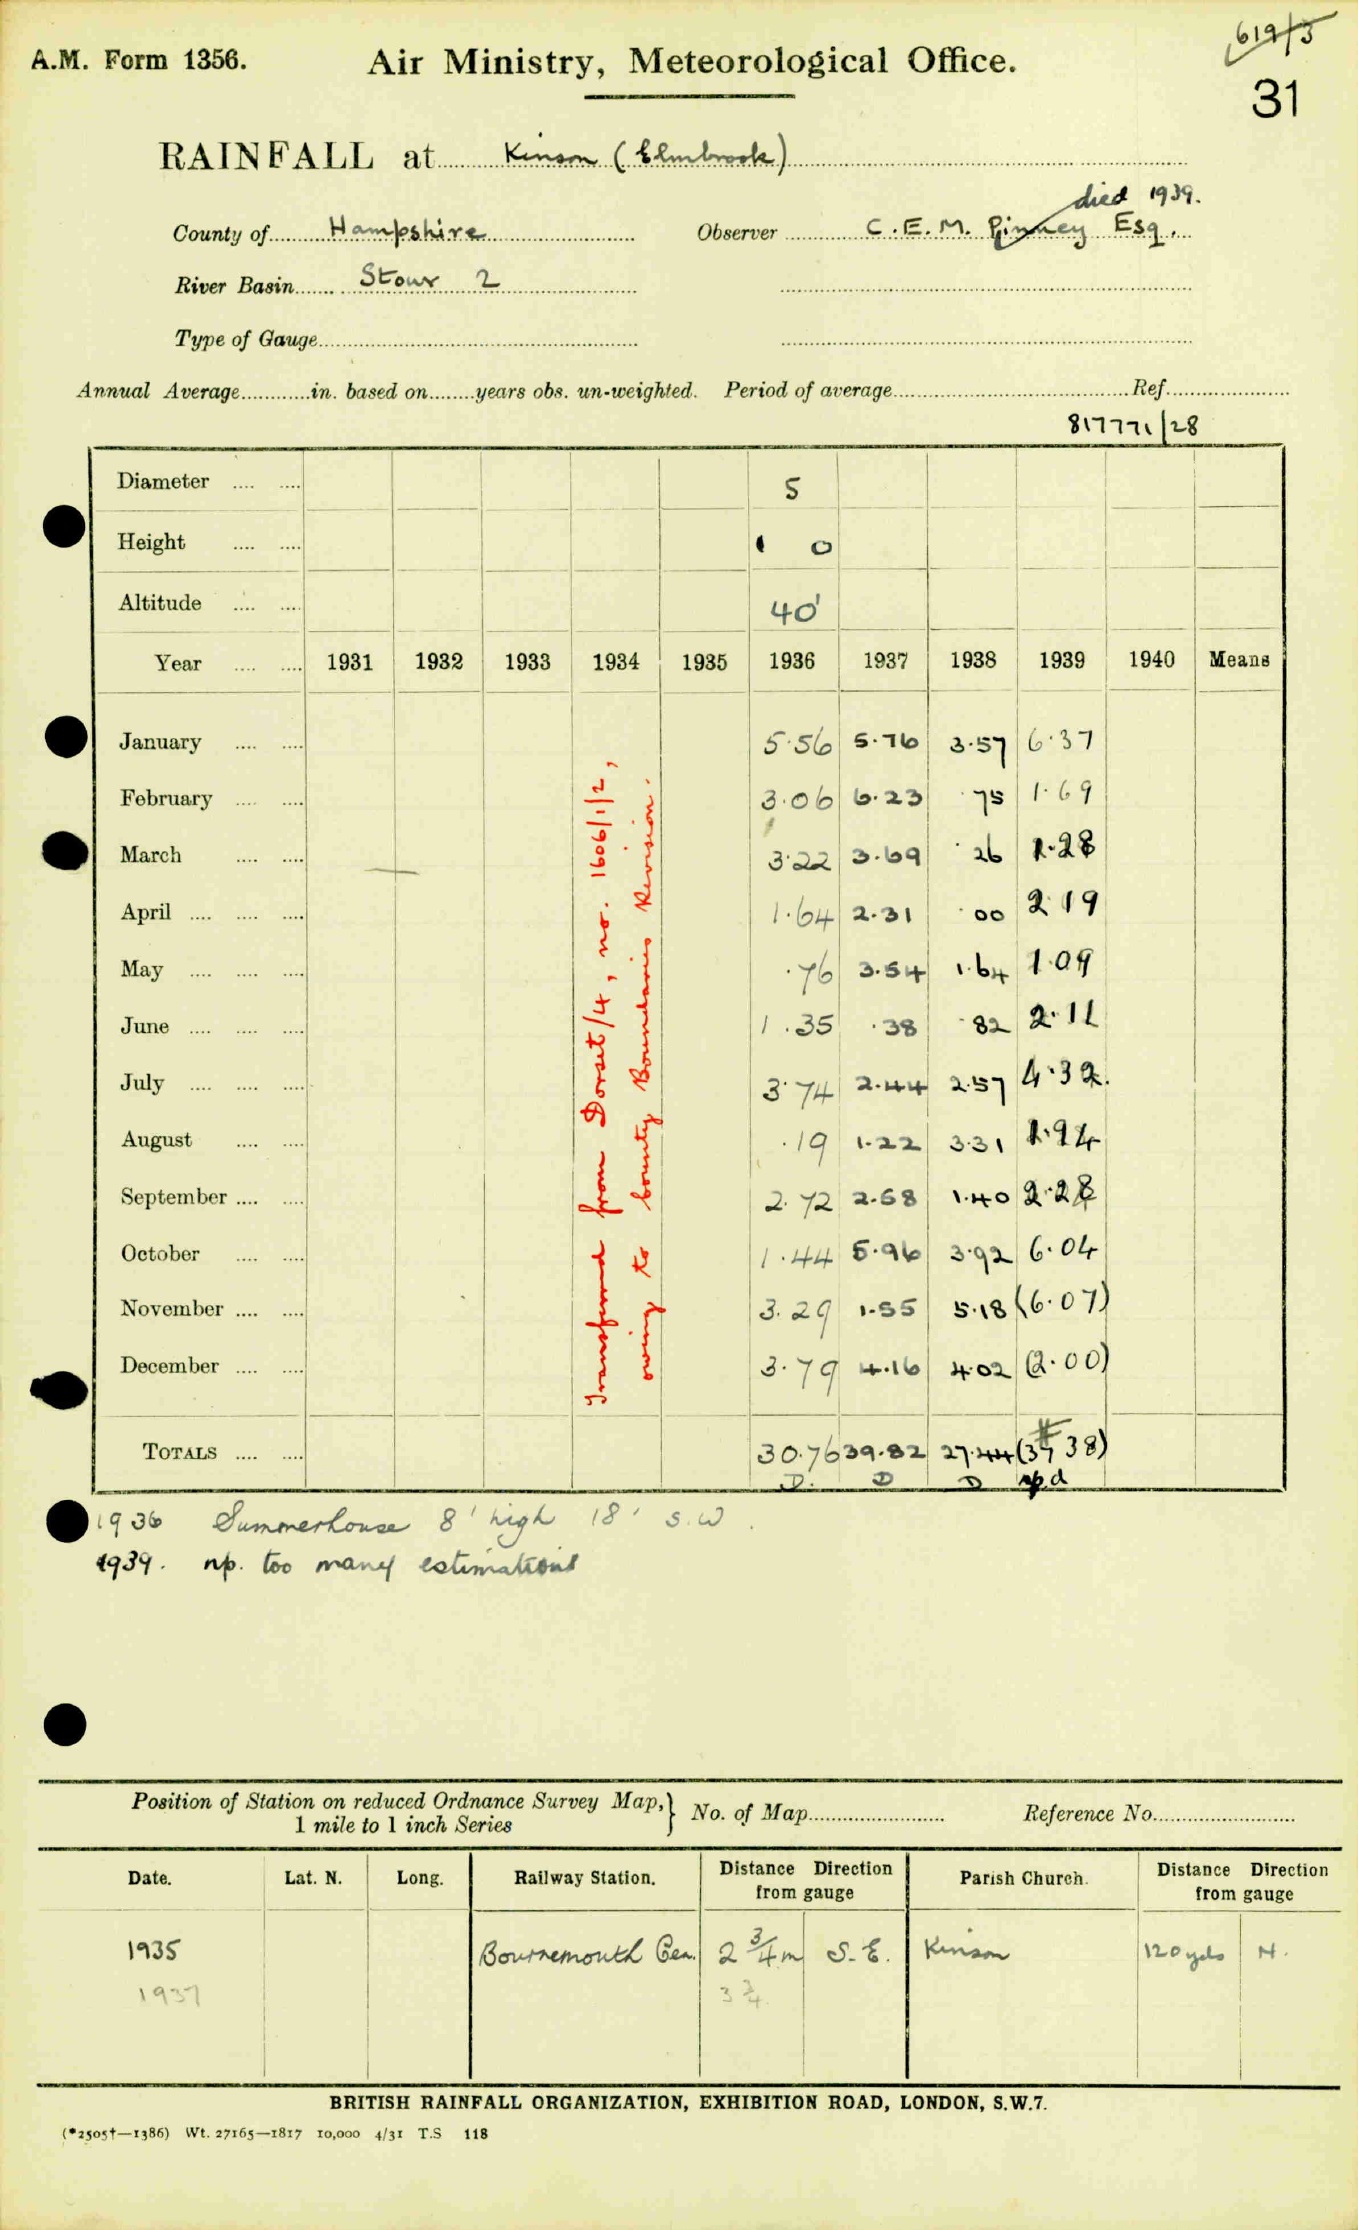 619/3
A.M. Form 1356. Air Ministry, Meteorological Office.
31
RAINFALL at Kinson (Elmbrook)
died 1939.
County of Hampshire Observer C.E.M. Pinney Esq.
River Basin Stour 2
Type of Gauge
Annual Average in. based on years obs. un-weighted. Period of average Ref.
817771/28
Diameter 5
Height 1 0
Altitude 40'
Year 1931 1932 1933 1934 1935 1936 1937 1938 1939 1940 Means
January 5.56 5.76 3.57 6.37
February 3.06 6.23 .75 1.69
March 3.22 3.69 .26 1.28
April 1.64 2.31 .00 2.19
May .76 3.54 1.64 1.09
June 1.35 .38 .82 2.11
July 3.74 2.44 2.57 4.32
August .19 1.22 3.31 1.94
September 2.72 2.58 1.40 2.28
October 1.44 5.96 3.92 6.04
November 3.29 1.55 5.18 (6.07)
December 3.79 4.16 4.02 (2.00)
TOTALS 30.76 39.82 27.44 (37 38)
D. D D np.d
Transferred from Dorset/4, no. 1606/1/2,
owing to County Boundaries Revision.
1936 Summerhouse 8' high 18' S.W.
1939. np. too many estimations
Position of Station on reduced Ordnance Survey Map, } No. of Map Reference No.
1 mile to 1 inch Series
Date. Lat. N. Long. Railway Station. Distance Direction from gauge Parish Church. Distance Direction from gauge
1935 Bournemouth Cen. 2 3/4 m S.E. Kinson 120 yds N.
1937 3 3/4
BRITISH RAINFALL ORGANIZATION, EXHIBITION ROAD, LONDON, S.W.7.
(*2505†—1386) Wt. 27165—1817 10,000 4/31 T.S 118